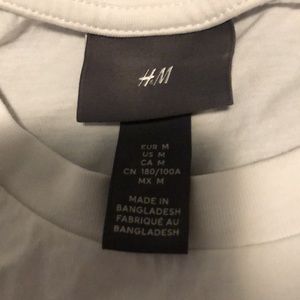 H&M
EUR M
US M
CA M
CN 180/100A
MX M
MADE IN
BANGLADESH
FABRIQUÉ AU
BANGLADESH